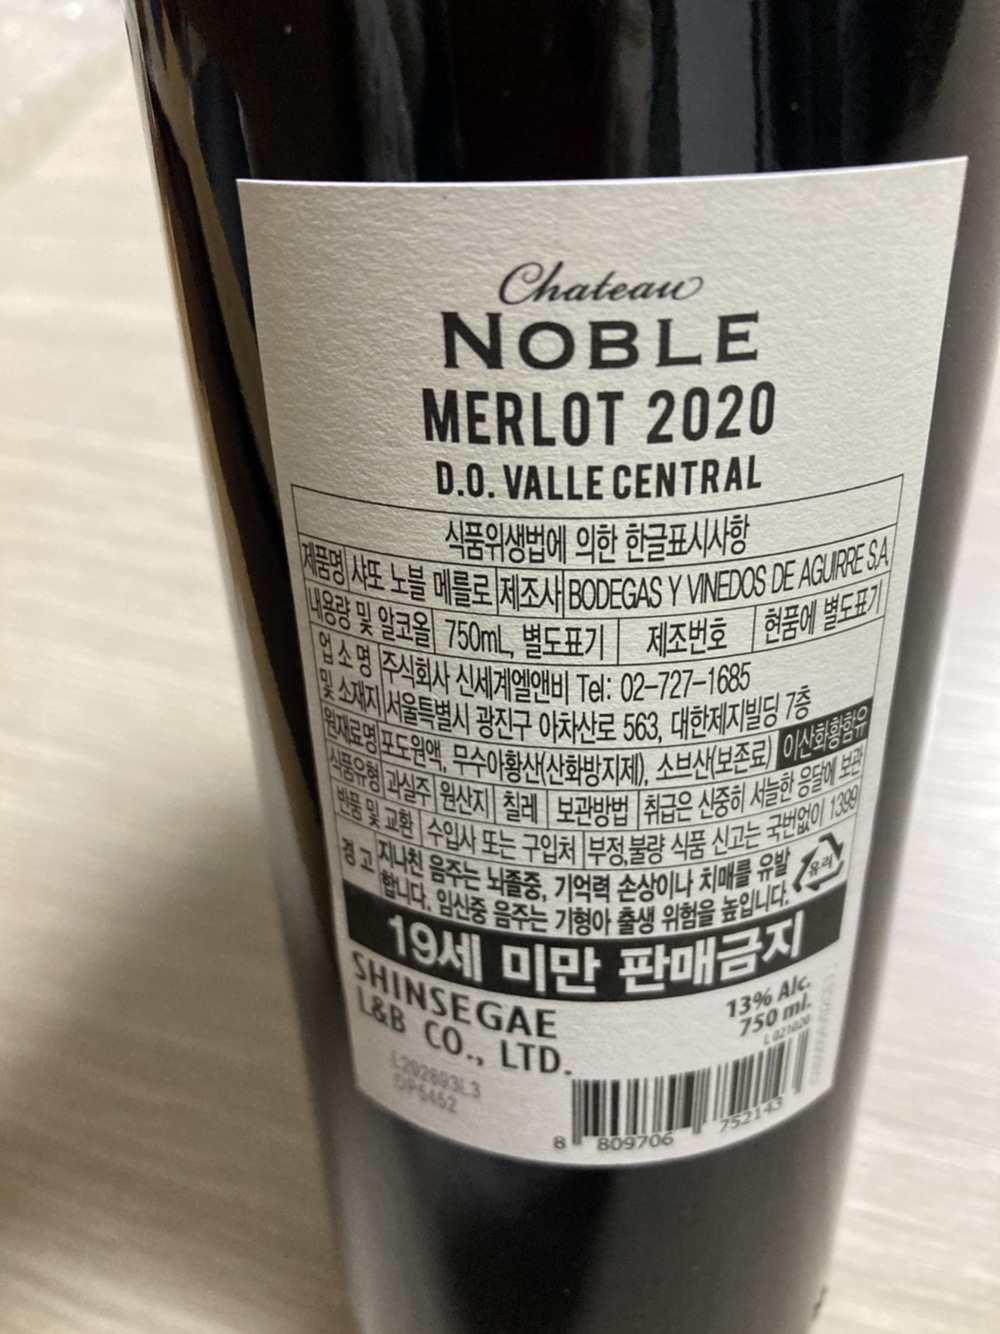 Chateau
NOBLE
MERLOT 2020
D.O. VALLE CENTRAL
식품위생법에 의한 한글표시사항
제품명 샤또 노블 메를로 제조사 BODEGAS Y VINEDOS DE AGUIRRE S.A.
내용량 및 알코올 750mL, 별도표기 제조번호 현품에 별도표기
업 소 명 주식회사 신세계엘앤비 Tel: 02-727-1685
및 소재지 서울특별시 광진구 아차산로 563, 대한제지빌딩 7층
원재료명 포도원액, 무수아황산(산화방지제), 소브산(보존료) 이산화황함유
식품유형 과실주 원산지 칠레 보관방법 취급은 신중히 서늘한 응달에 보관
반품 및 교환 수입사 또는 구입처 부정,불량 식품 신고는 국번없이 1399
경 고 지나친 음주는 뇌졸중, 기억력 손상이나 치매를 유발
합니다. 임신중 음주는 기형아 출생 위험을 높입니다.
유리
19세 미만 판매금지
SHINSEGAE
L&B CO., LTD.
13% Alc.
750 ml.
L021020
L202893L3
DP5452
8 809706 752143